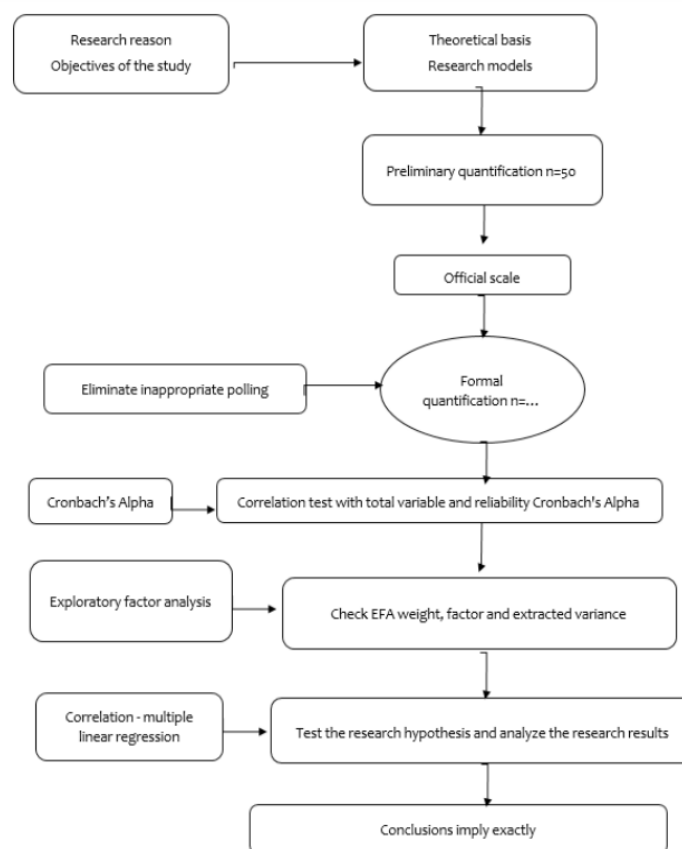 Research reason
Objectives of the study
Theoretical basis
Research models
Preliminary quantification n=50
Official scale
Eliminate inappropriate polling
Formal
quantification n=...
Cronbach's Alpha
Correlation test with total variable and reliability Cronbach's Alpha
Exploratory factor analysis
Check EFA weight, factor and extracted variance
Correlation - multiple
linear regression
Test the research hypothesis and analyze the research results
Conclusions imply exactly